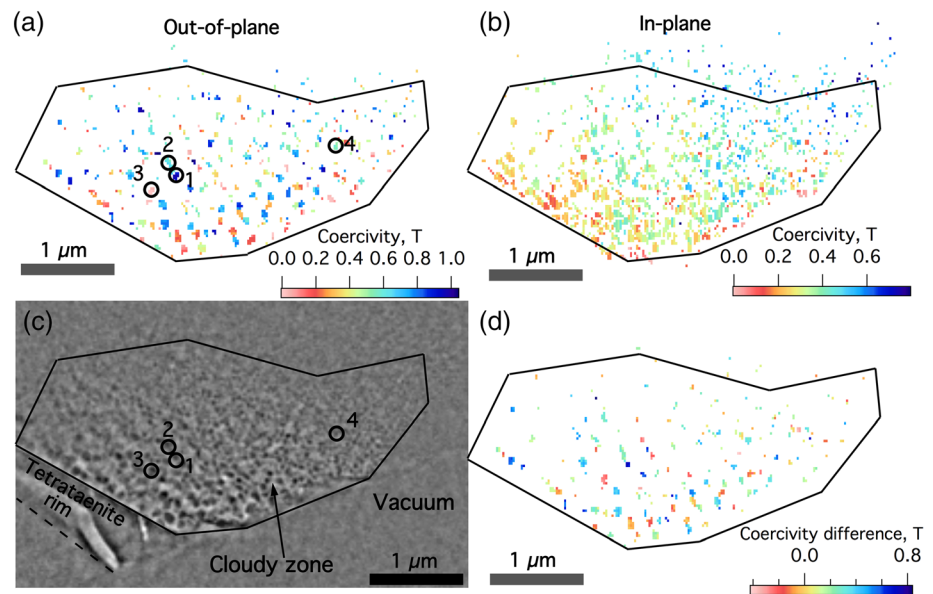 (a)
Out-of-plane
2
1
3
4
1 µm
Coercivity, T
0.0 0.2 0.4 0.6 0.8 1.0
(b)
In-plane
1 µm
Coercivity, T
0.0 0.2 0.4 0.6
(c)
2
1
3
4
Tetrataenite
rim
Vacuum
Cloudy zone
1 µm
(d)
Coercivity difference, T
0.0 0.8
1 µm